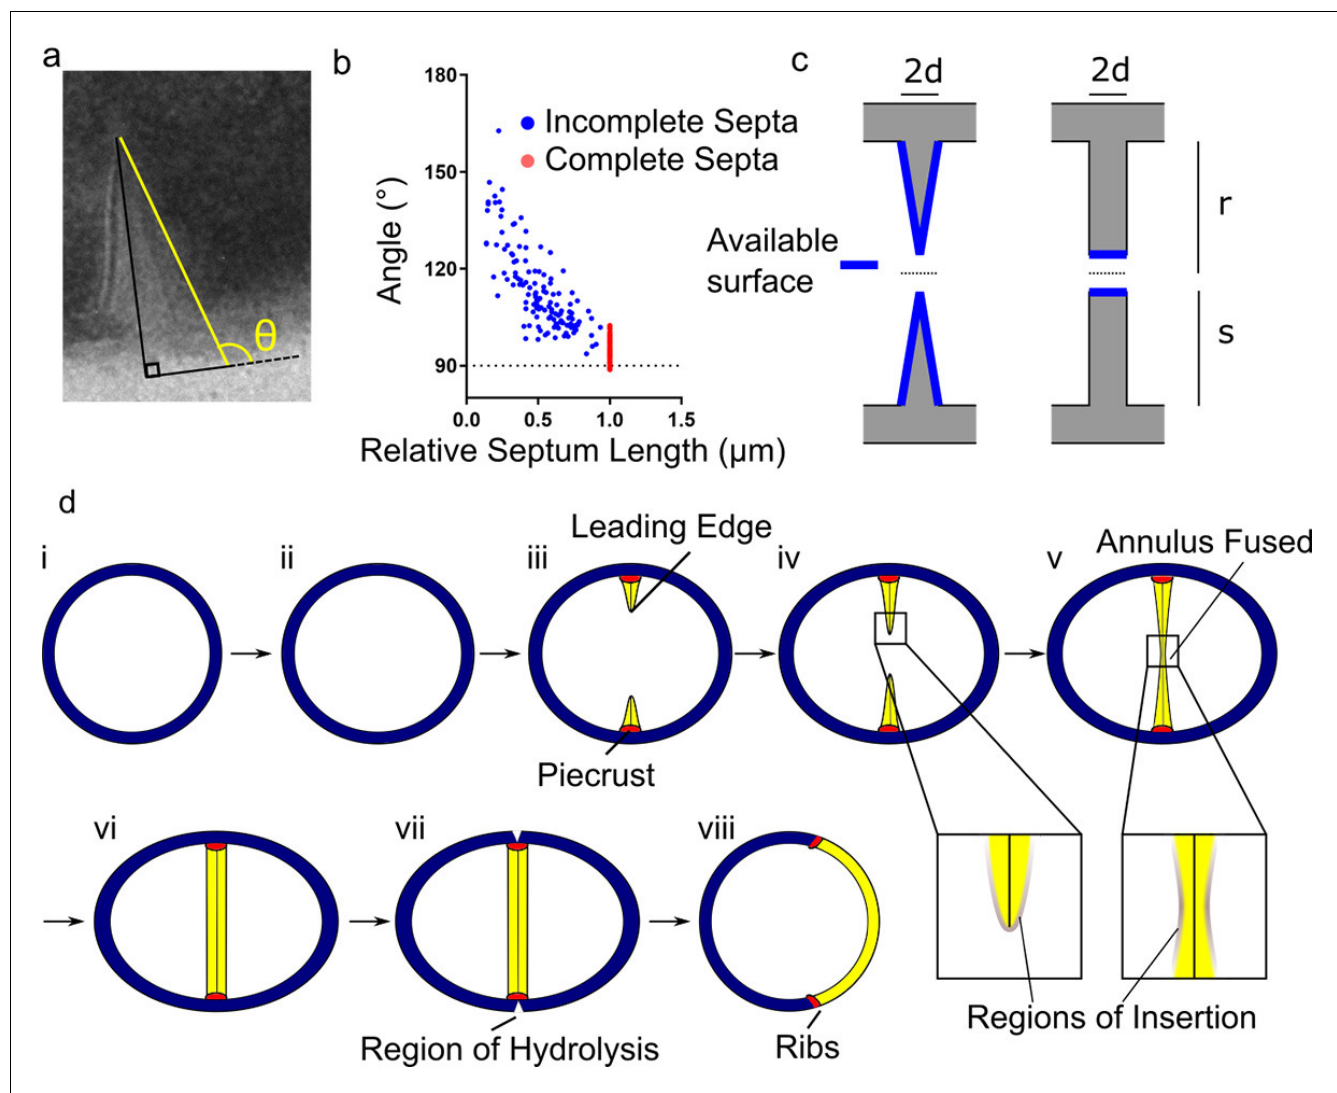 a
θ
b
180
150
120
90
Angle (°)
Incomplete Septa
Complete Septa
0.0
0.5
1.0
1.5
Relative Septum Length (μm)
c
2d
2d
Available
surface
r
s
d
i
ii
iii
Leading Edge
Piecrust
iv
v
Annulus Fused
vi
vii
Region of Hydrolysis
viii
Ribs
Regions of Insertion